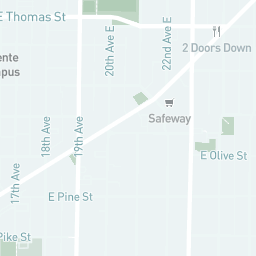 E Thomas St
20th Ave E
22nd Ave E
2 Doors Down
ente
pus
Safeway
18th Ave
19th Ave
E Olive St
17th Ave
E Pine St
Pike St